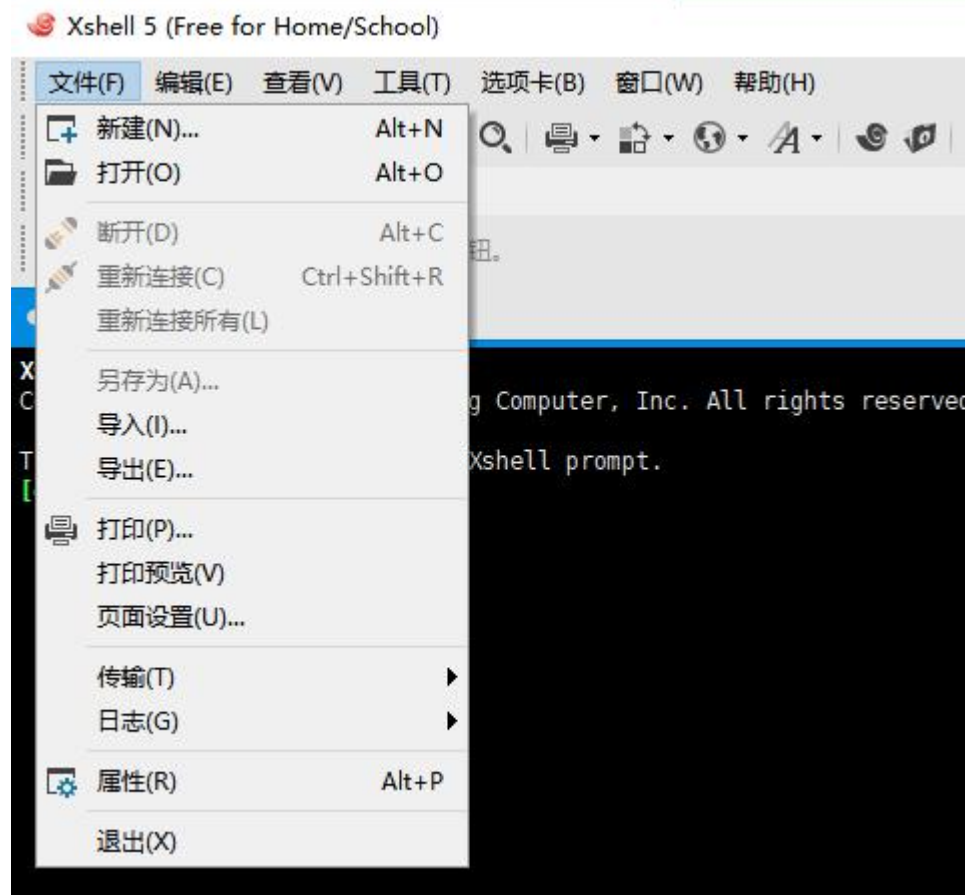 Xshell 5 (Free for Home/School)
文件(F) 编辑(E) 查看(V) 工具(T) 选项卡(B) 窗口(W) 帮助(H)
新建(N)... Alt+N
打开(O) Alt+O
断开(D) Alt+C
钮。
重新连接(C) Ctrl+Shift+R
重新连接所有(L)
X
另存为(A)...
C g Computer, Inc. All rights reserved
导入(I)...
T Xshell prompt.
导出(E)...
[
打印(P)...
打印预览(V)
页面设置(U)...
传输(T)
日志(G)
属性(R) Alt+P
退出(X)